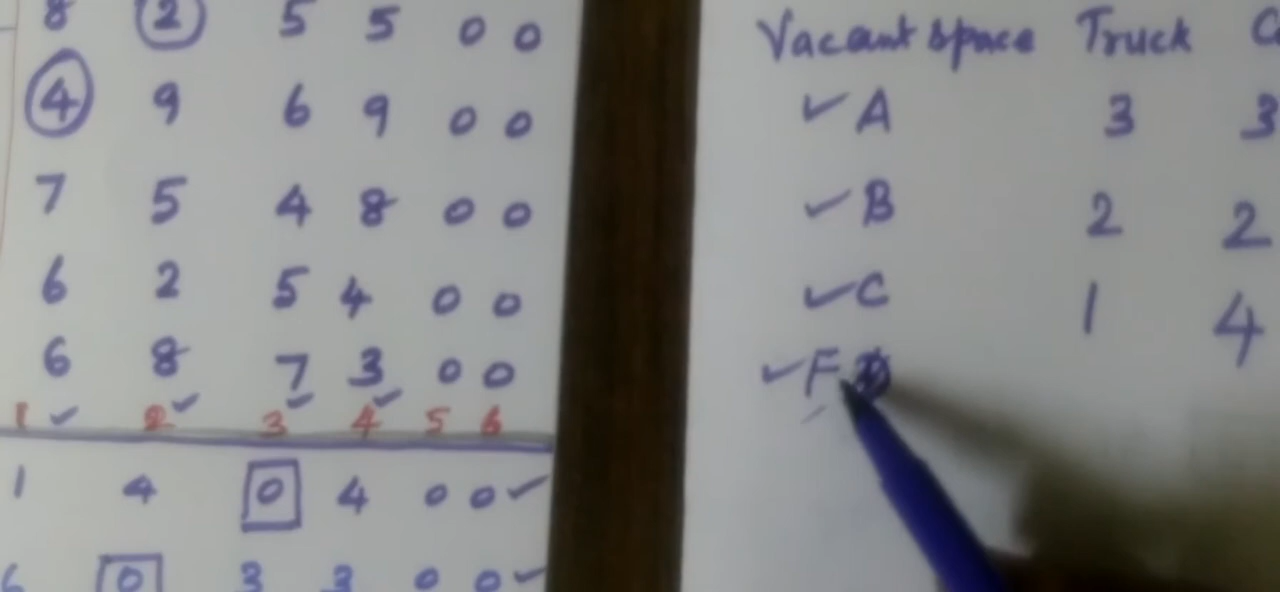 8 2 5 5 0 0
4 9 6 9 0 0
7 5 4 8 0 0
6 2 5 4 0 0
6 8 7 3 0 0
1 2 3 4 5 6
1 4 0 4 0 0
6 0 3 3 0 0
Vacant space Truck
A 3 3
B 2 2
C 1 4
F